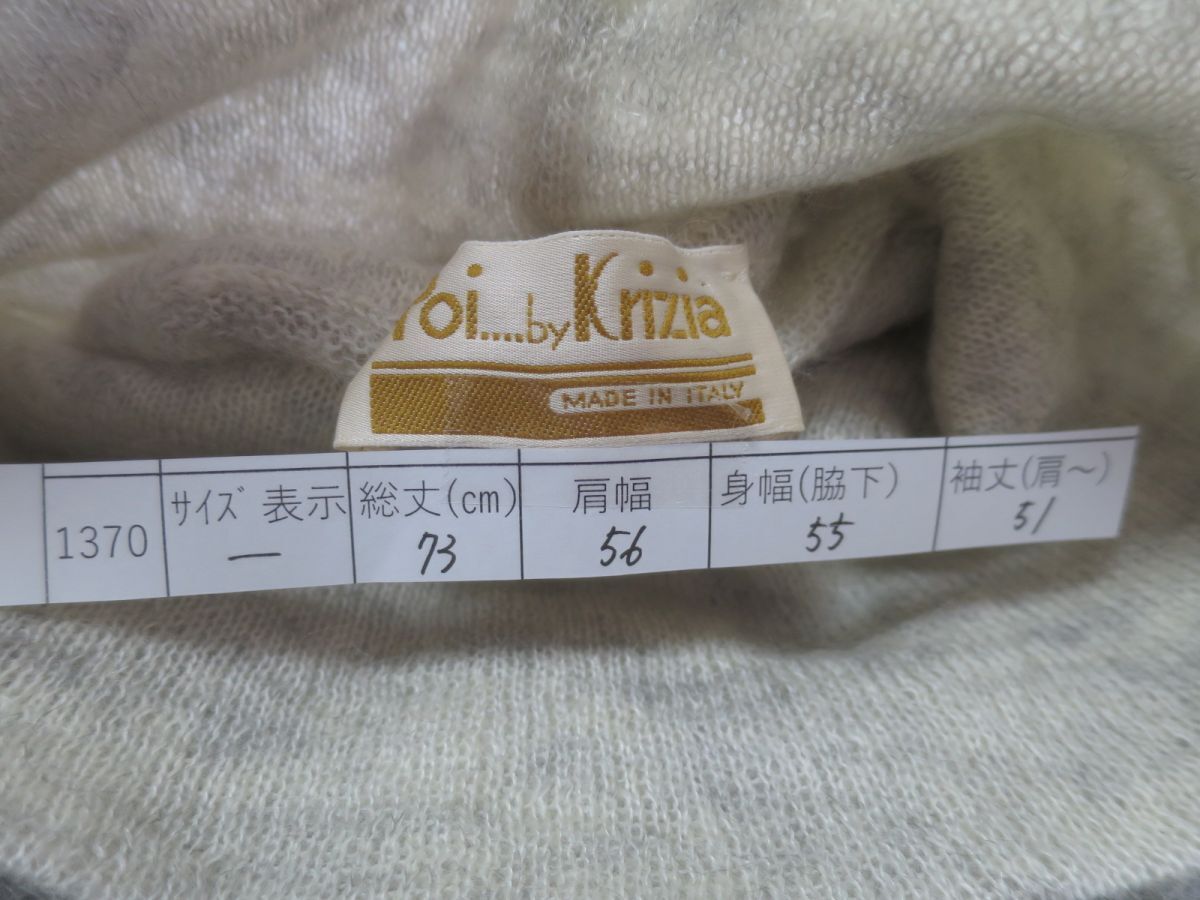 Poi....by Krizia
MADE IN ITALY
1370 サイズ 表示 総丈(cm) 肩幅 身幅(脇下) 袖丈(肩～)
— 73 56 55 51